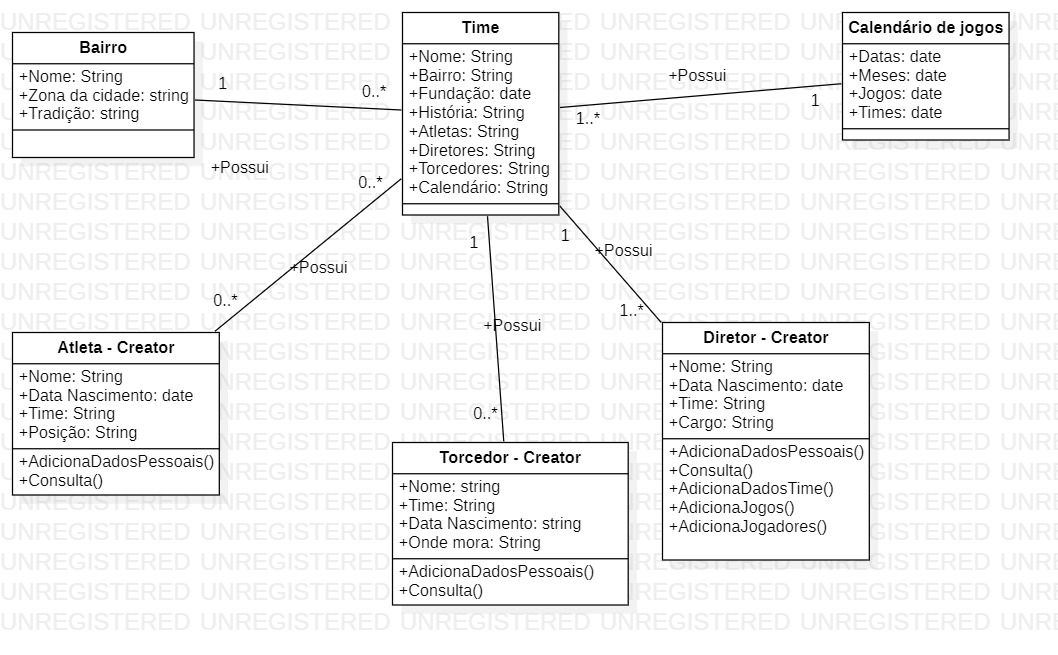 Bairro
+Nome: String
+Zona da cidade: string
+Tradição: string
1
0..*
+Possui
Time
+Nome: String
+Bairro: String
+Fundação: date
+História: String
+Atletas: String
+Diretores: String
+Torcedores: String
+Calendário: String
+Possui
1..*
1
Calendário de jogos
+Datas: date
+Meses: date
+Jogos: date
+Times: date
0..*
+Possui
0..*
1
+Possui
0..*
1
+Possui
1..*
Atleta - Creator
+Nome: String
+Data Nascimento: date
+Time: String
+Posição: String
+AdicionaDadosPessoais()
+Consulta()
Torcedor - Creator
+Nome: string
+Time: String
+Data Nascimento: string
+Onde mora: String
+AdicionaDadosPessoais()
+Consulta()
Diretor - Creator
+Nome: String
+Data Nascimento: date
+Time: String
+Cargo: String
+AdicionaDadosPessoais()
+Consulta()
+AdicionaDadosTime()
+AdicionaJogos()
+AdicionaJogadores()
UNREGISTERED